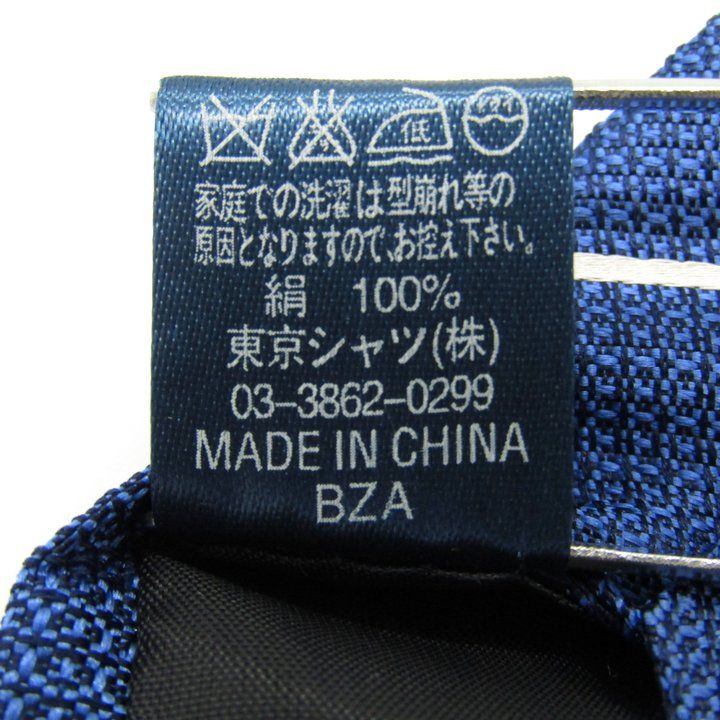 低
家庭での洗濯は型崩れ等の
原因となりますので、お控え下さい。
絹 100%
東京シャツ(株)
03-3862-0299
MADE IN CHINA
BZA